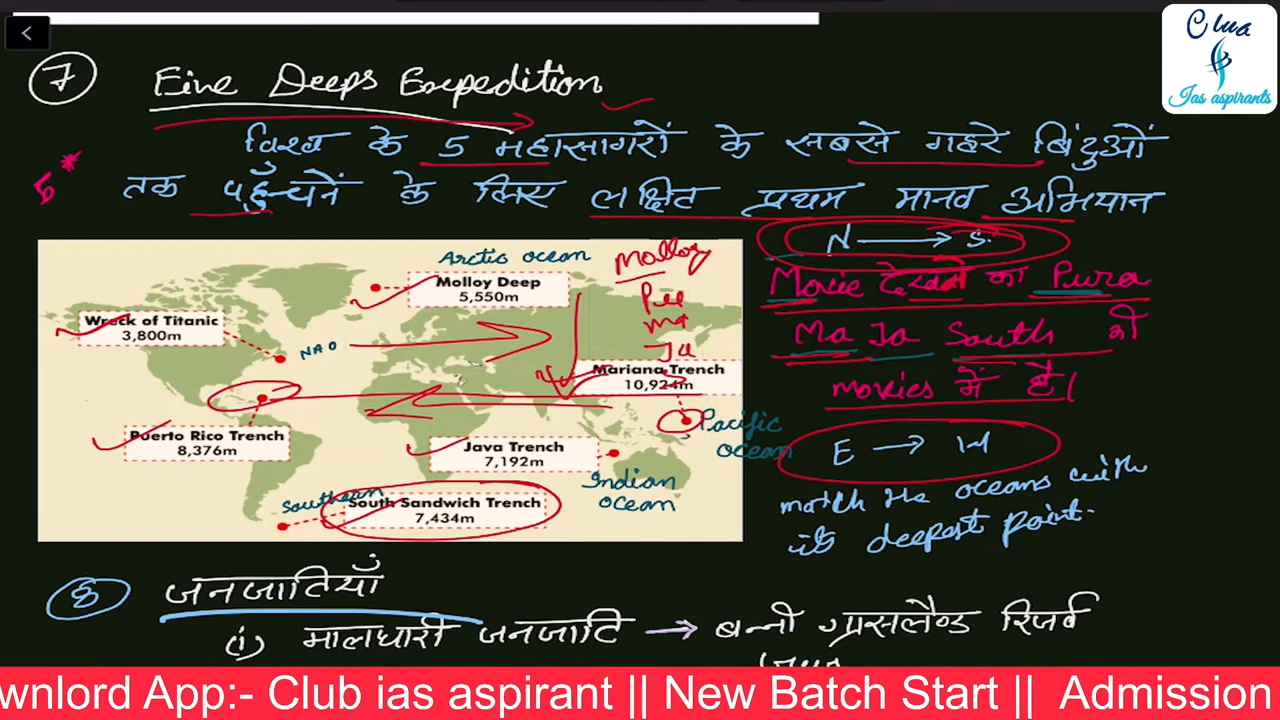 Clua
Ias aspirants
7 Five Deeps Expedition
विश्व के 5 महासागरों के सबसे गहरे बिंदुओं
5* तक पहुँचनें के लिए लक्षित प्रथम मानव अभियान
N → S
Movie देखने का Pura
Ma Ja South की
movies में है।
E → W
match the oceans with
its deepest point.
Arctic ocean
Molloy Deep
5,550m
Molloy
Pu
Ma
Ja
Wreck of Titanic
3,800m
NAO
Mariana Trench
10,924m
Pacific
ocean
Puerto Rico Trench
8,376m
Java Trench
7,192m
Indian
ocean
Southern
South Sandwich Trench
7,434m
8 जनजातियाँ
(i) मालधारी जनजाति → बन्नी ग्रासलैण्ड रिजर्व
wnlord App:- Club ias aspirant || New Batch Start || Admission